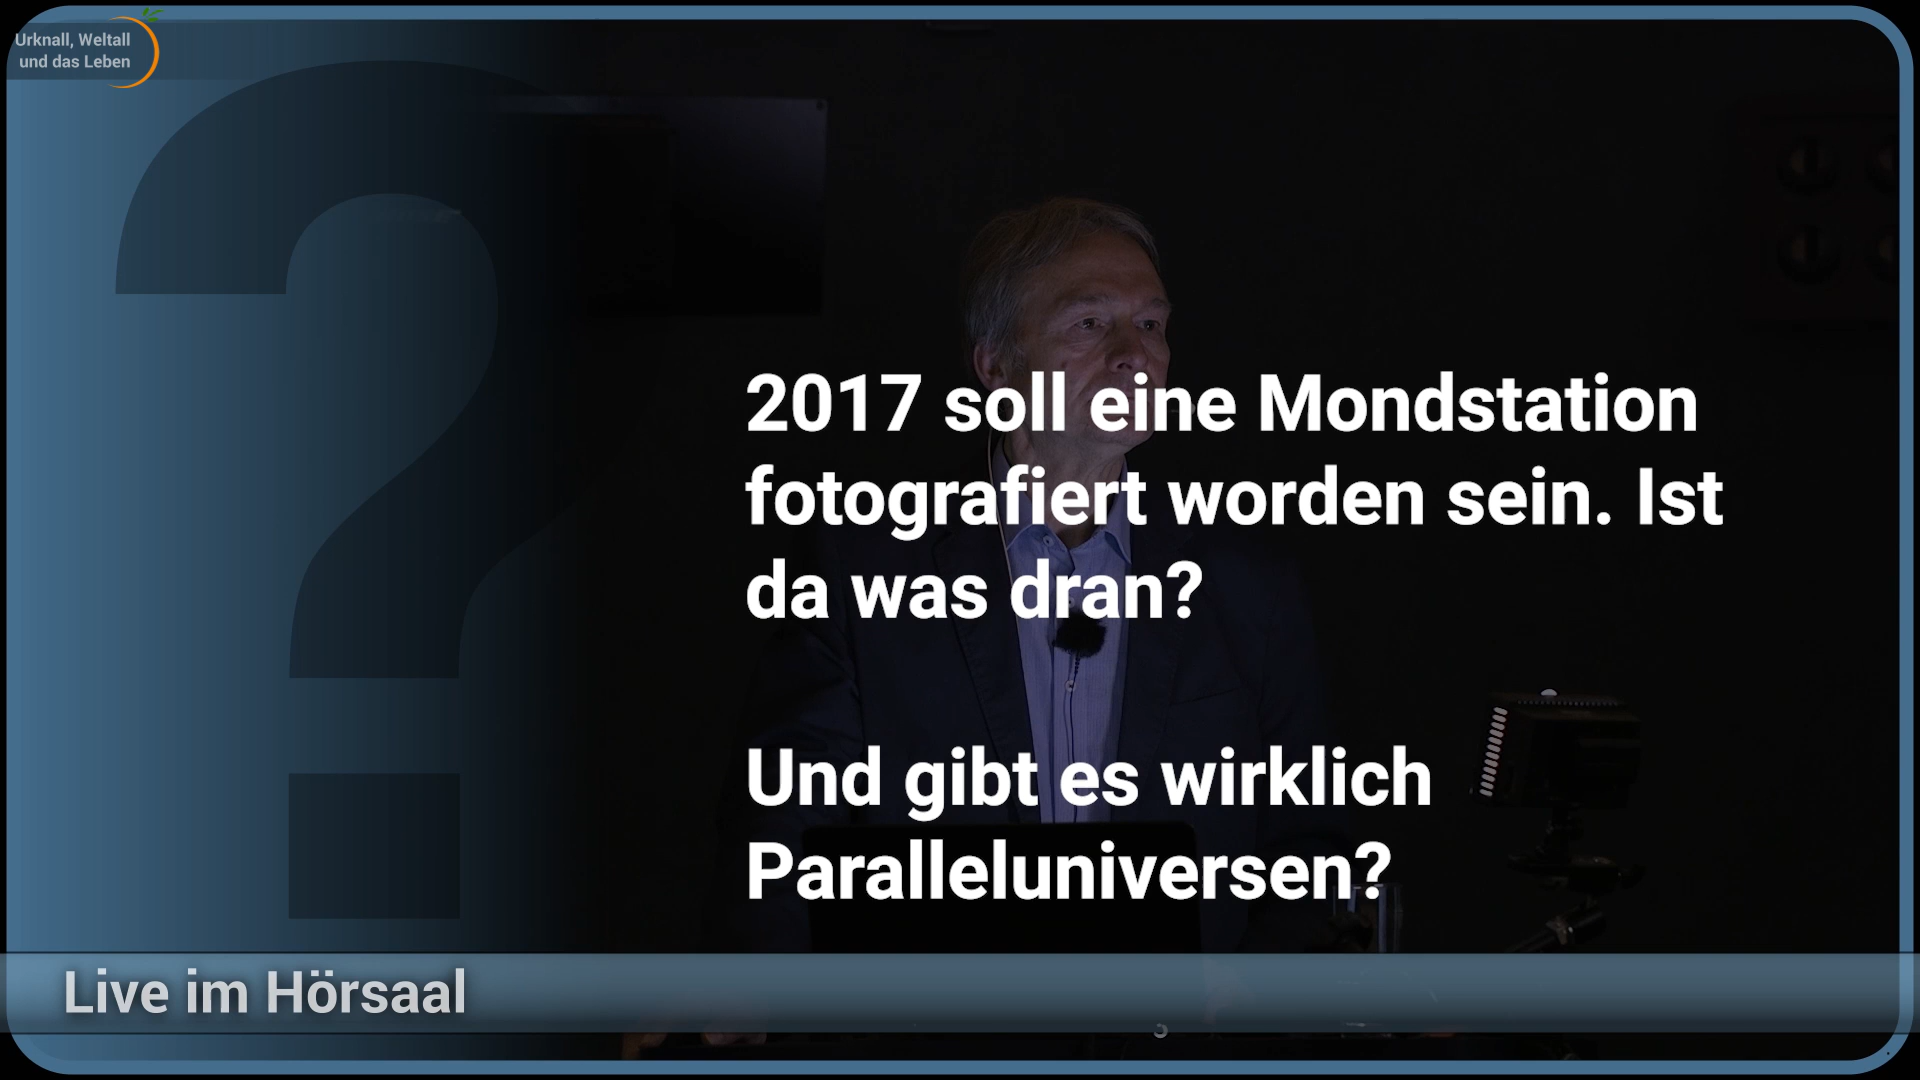 Urknall, Weltall
und das Leben
2017 soll eine Mondstation
fotografiert worden sein. Ist
da was dran?
Und gibt es wirklich
Paralleluniversen?
Live im Hörsaal